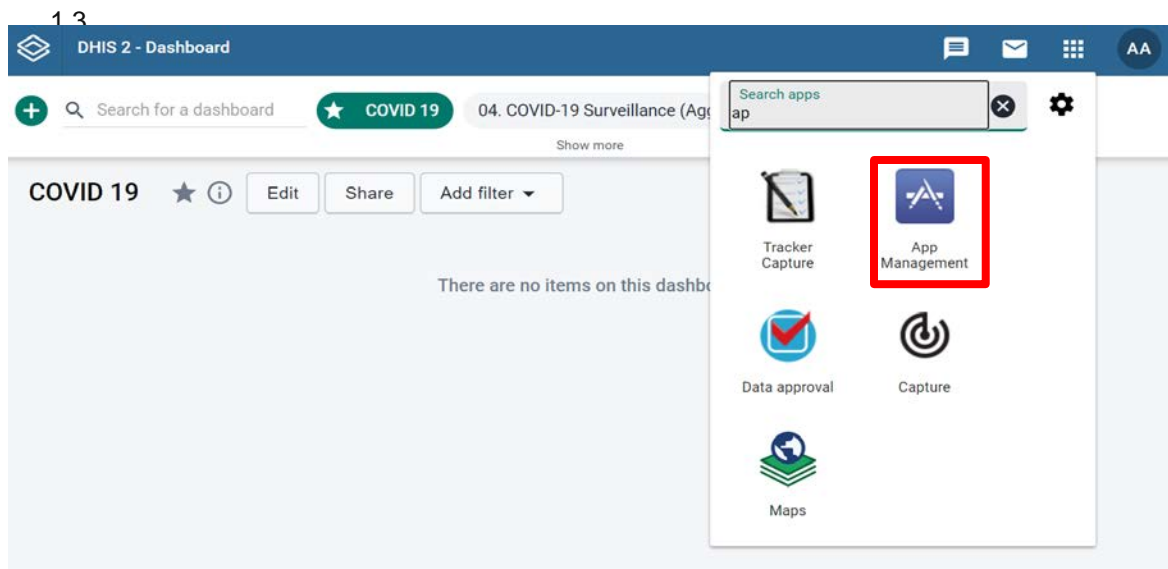 1.3
DHIS 2 - Dashboard
AA
Search for a dashboard
COVID 19
04. COVID-19 Surveillance (Agg
Show more
Search apps
ap
COVID 19
Edit
Share
Add filter
There are no items on this dashbo
Tracker
Capture
App
Management
Data approval
Capture
Maps